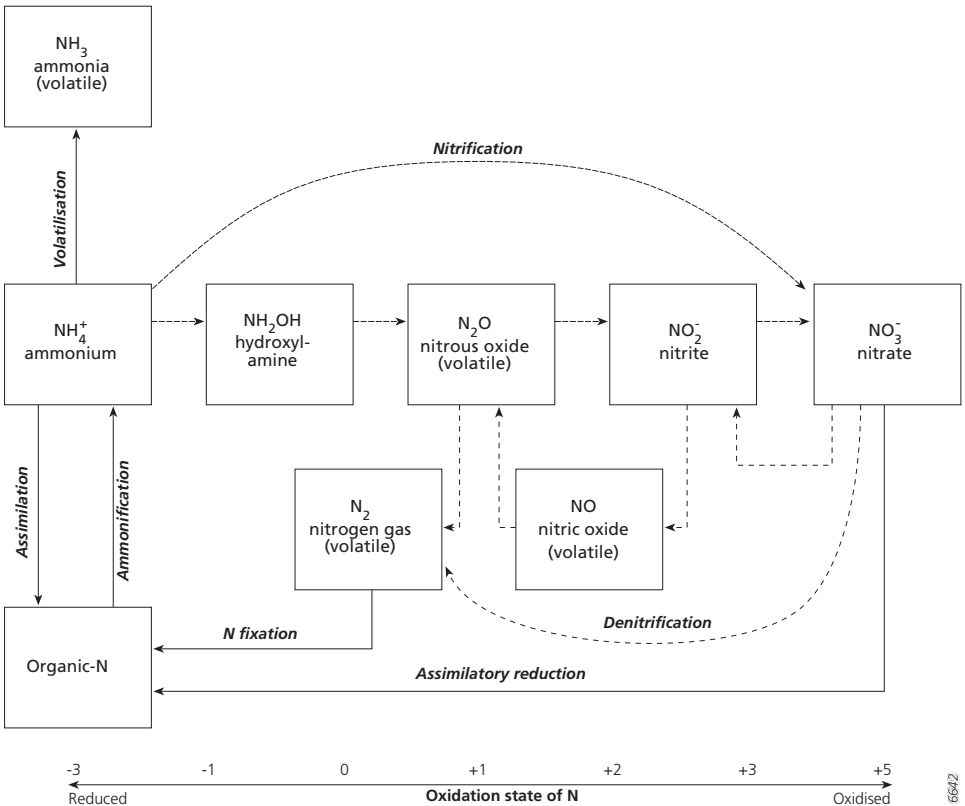 NH₃
ammonia
(volatile)
Nitrification
Volatilisation
NH₄⁺
ammonium
NH₂OH
hydroxyl-
amine
N₂O
nitrous oxide
(volatile)
NO₂⁻
nitrite
NO₃⁻
nitrate
Assimilation
Ammonification
N₂
nitrogen gas
(volatile)
NO
nitric oxide
(volatile)
Denitrification
N fixation
Organic-N
Assimilatory reduction
-3 -1 0 +1 +2 +3 +5
Reduced Oxidation state of N Oxidised
6642